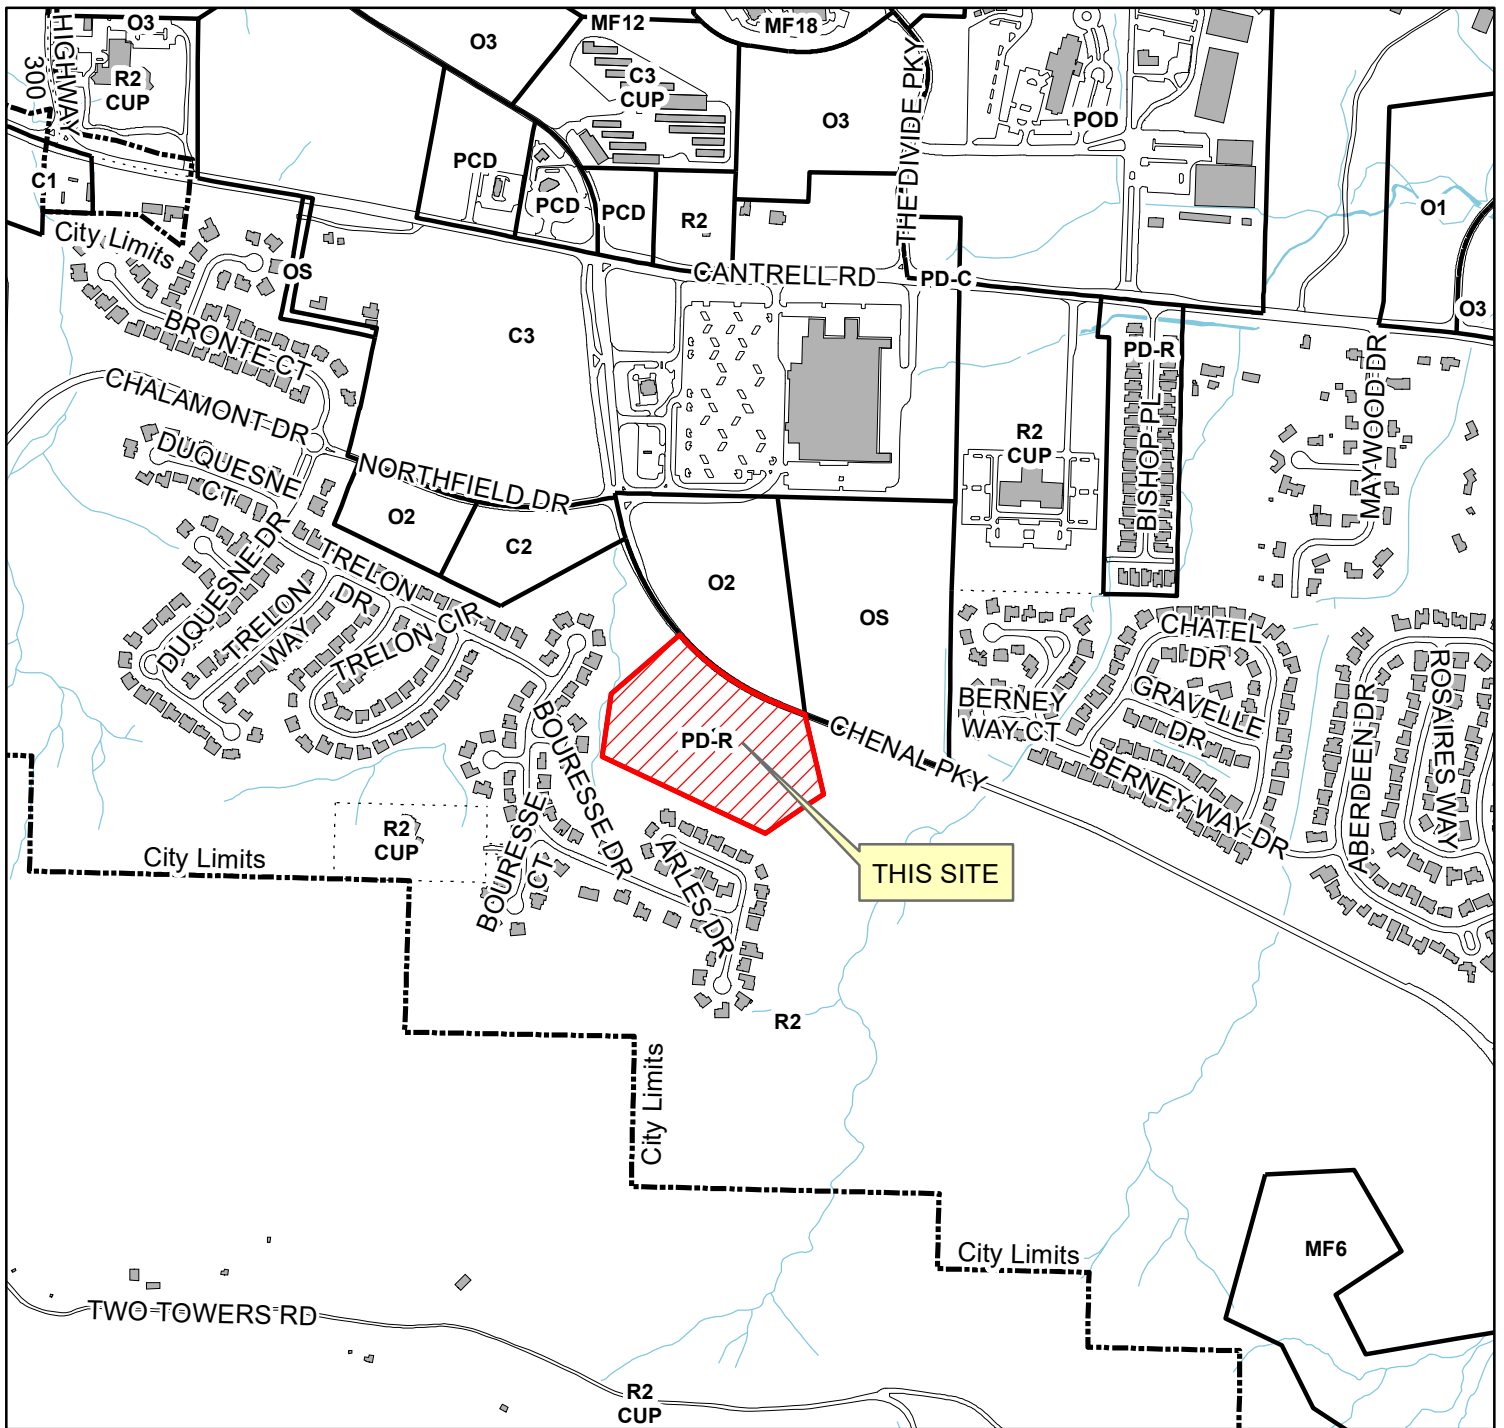 O3
HIGHWAY
300
R2
CUP
O3
MF12
MF18
C3
CUP
O3
THE DIVIDE PKY
POD
PCD
PCD
PCD
R2
C1
City Limits
OS
O1
O3
CANTRELL RD
PD-C
C3
BRONTE CT
CHALAMONT DR
DUQUESNE
CT
NORTHFIELD DR
PD-R
BISHOP PL
MAYWOOD DR
R2
CUP
O2
C2
DUQUESNE DR
TRELON
DR
TRELON
WAY
TRELON CIR
O2
OS
CHATEL
DR
GRAVELLE
DR
BERNEY
WAY CT
BERNEY WAY DR
ABERDEEN DR
ROSAIRES WAY
BOURESSE DR
BOURESSE
CT
PD-R
CHENAL PKY
THIS SITE
ARLES DR
R2
CUP
City Limits
R2
City Limits
City Limits
MF6
TWO TOWERS RD
R2
CUP